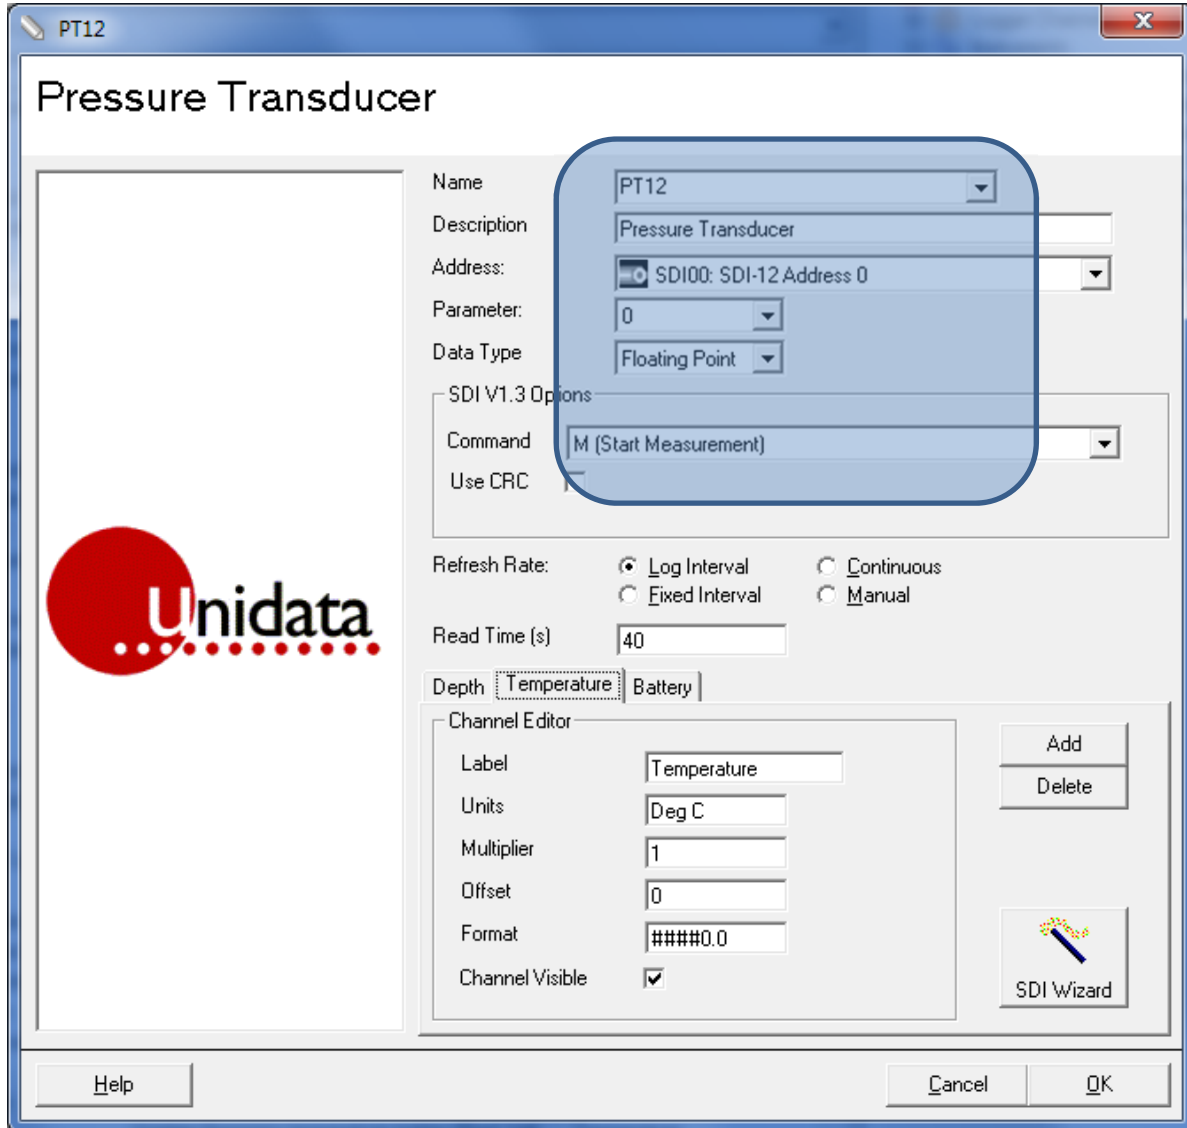 PT12
Pressure Transducer
Name PT12
Description Pressure Transducer
Address: SDI00: SDI-12 Address 0
Parameter: 0
Data Type Floating Point
SDI V1.3 Options
Command M (Start Measurement)
Use CRC
Unidata
Refresh Rate: Log Interval Continuous
Fixed Interval Manual
Read Time (s) 40
Depth Temperature Battery
Channel Editor
Add
Label Temperature
Delete
Units Deg C
Multiplier 1
Offset 0
Format ####0.0
Channel Visible
SDI Wizard
Help Cancel OK